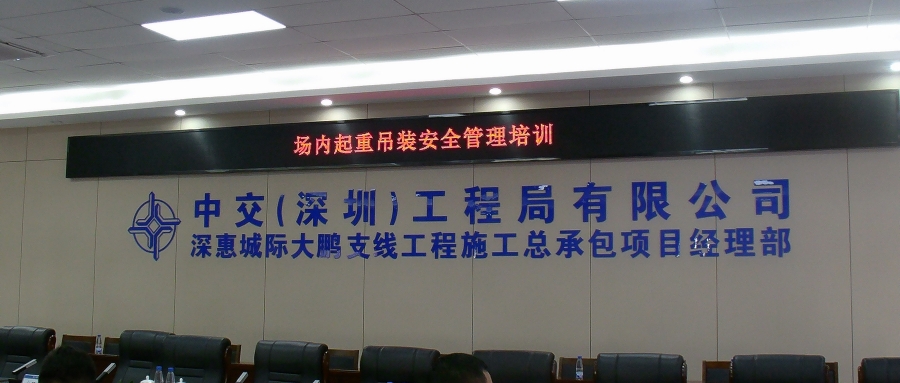 场内起重吊装安全管理培训
中交(深圳)工程局有限公司
深惠城际大鹏支线工程施工总承包项目经理部